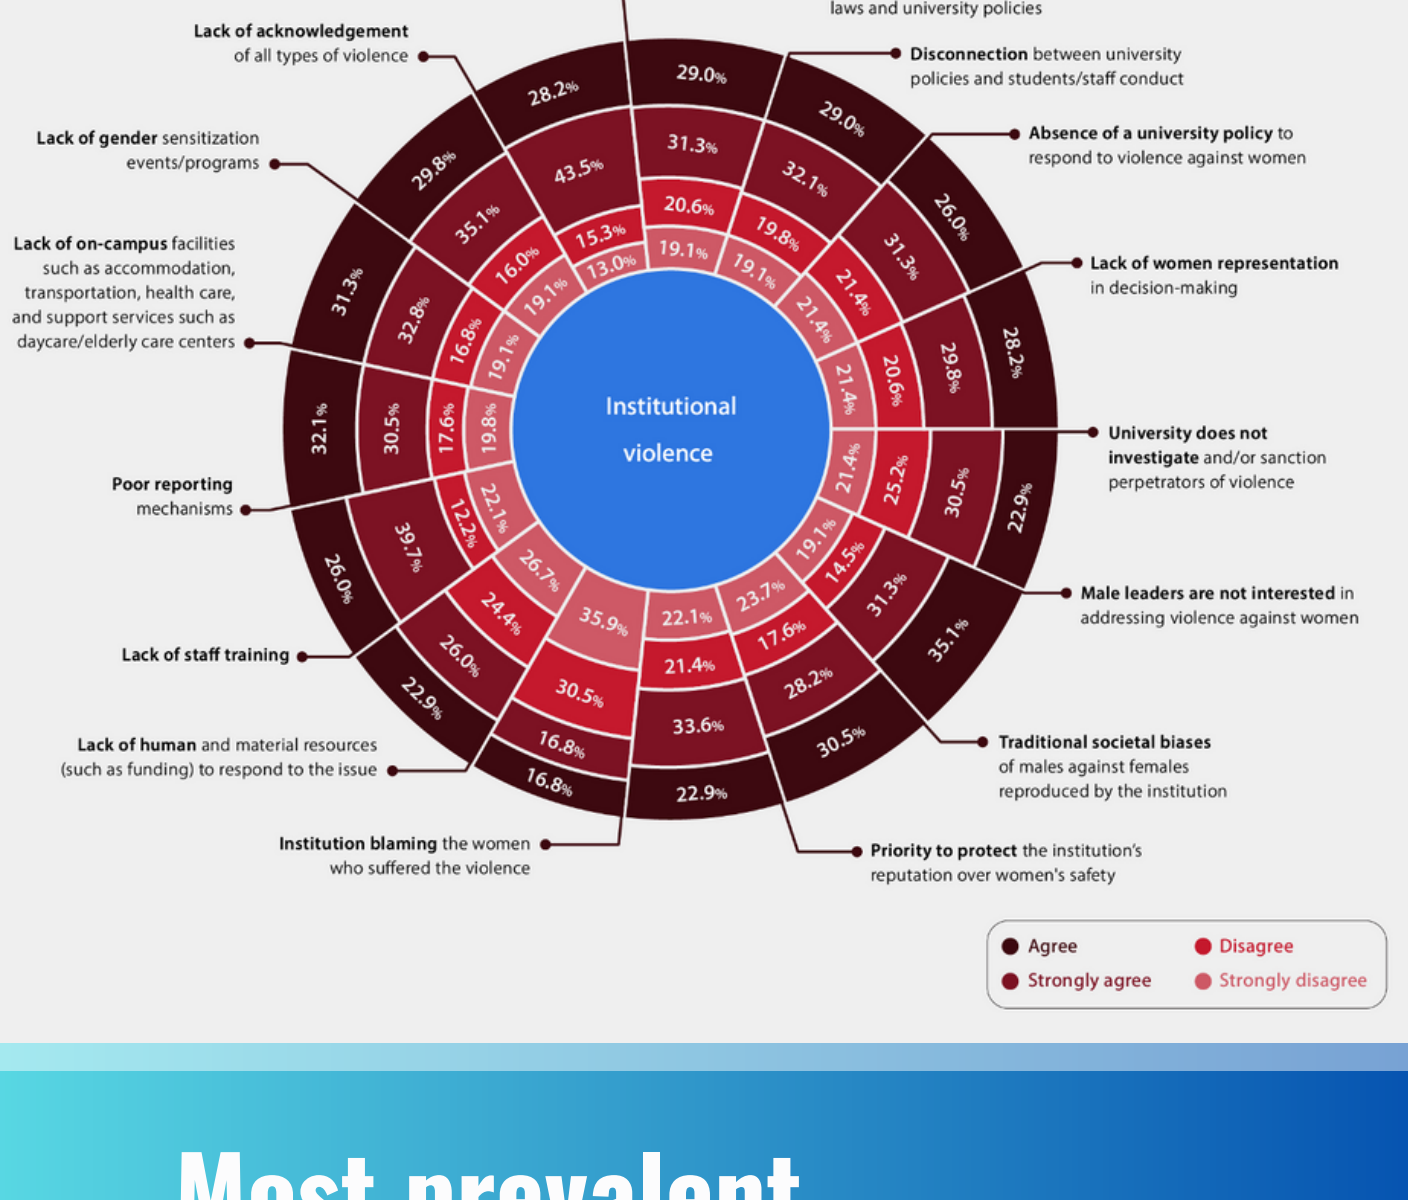 laws and university policies
Lack of acknowledgement
of all types of violence
Disconnection between university
policies and students/staff conduct
Absence of a university policy to
respond to violence against women
Lack of gender sensitization
events/programs
Lack of on-campus facilities
such as accommodation,
transportation, health care,
and support services such as
daycare/elderly care centers
Lack of women representation
in decision-making
University does not
investigate and/or sanction
perpetrators of violence
Poor reporting
mechanisms
Male leaders are not interested in
addressing violence against women
Lack of staff training
Traditional societal biases
of males against females
reproduced by the institution
Lack of human and material resources
(such as funding) to respond to the issue
Institution blaming the women
who suffered the violence
Priority to protect the institution's
reputation over women's safety
29.0%
31.3%
20.6%
19.1%
29.0%
32.1%
19.8%
19.1%
26.0%
31.3%
21.4%
21.4%
28.2%
29.8%
20.6%
21.4%
22.9%
30.5%
25.2%
21.4%
35.1%
31.3%
14.5%
19.1%
30.5%
28.2%
17.6%
23.7%
22.9%
33.6%
21.4%
22.1%
16.8%
16.8%
30.5%
35.9%
22.9%
26.0%
24.4%
26.7%
26.0%
39.7%
12.2%
22.1%
32.1%
30.5%
17.6%
19.8%
31.3%
32.8%
16.8%
19.1%
29.8%
35.1%
16.0%
19.1%
28.2%
43.5%
15.3%
13.0%
Institutional
violence
Agree
Disagree
Strongly agree
Strongly disagree
Most prevalent